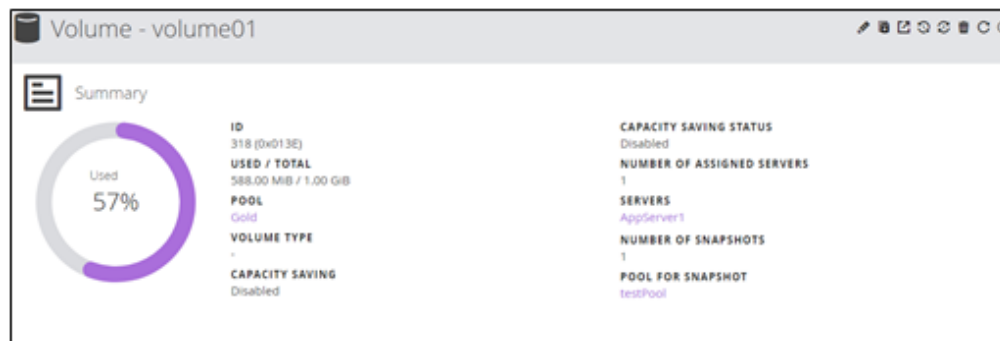 Volume - volume01
Summary
Used
57%
ID
318 (0x013E)
USED / TOTAL
588.00 MiB / 1.00 GiB
POOL
Gold
VOLUME TYPE
-
CAPACITY SAVING
Disabled
CAPACITY SAVING STATUS
Disabled
NUMBER OF ASSIGNED SERVERS
1
SERVERS
AppServer1
NUMBER OF SNAPSHOTS
1
POOL FOR SNAPSHOT
testPool